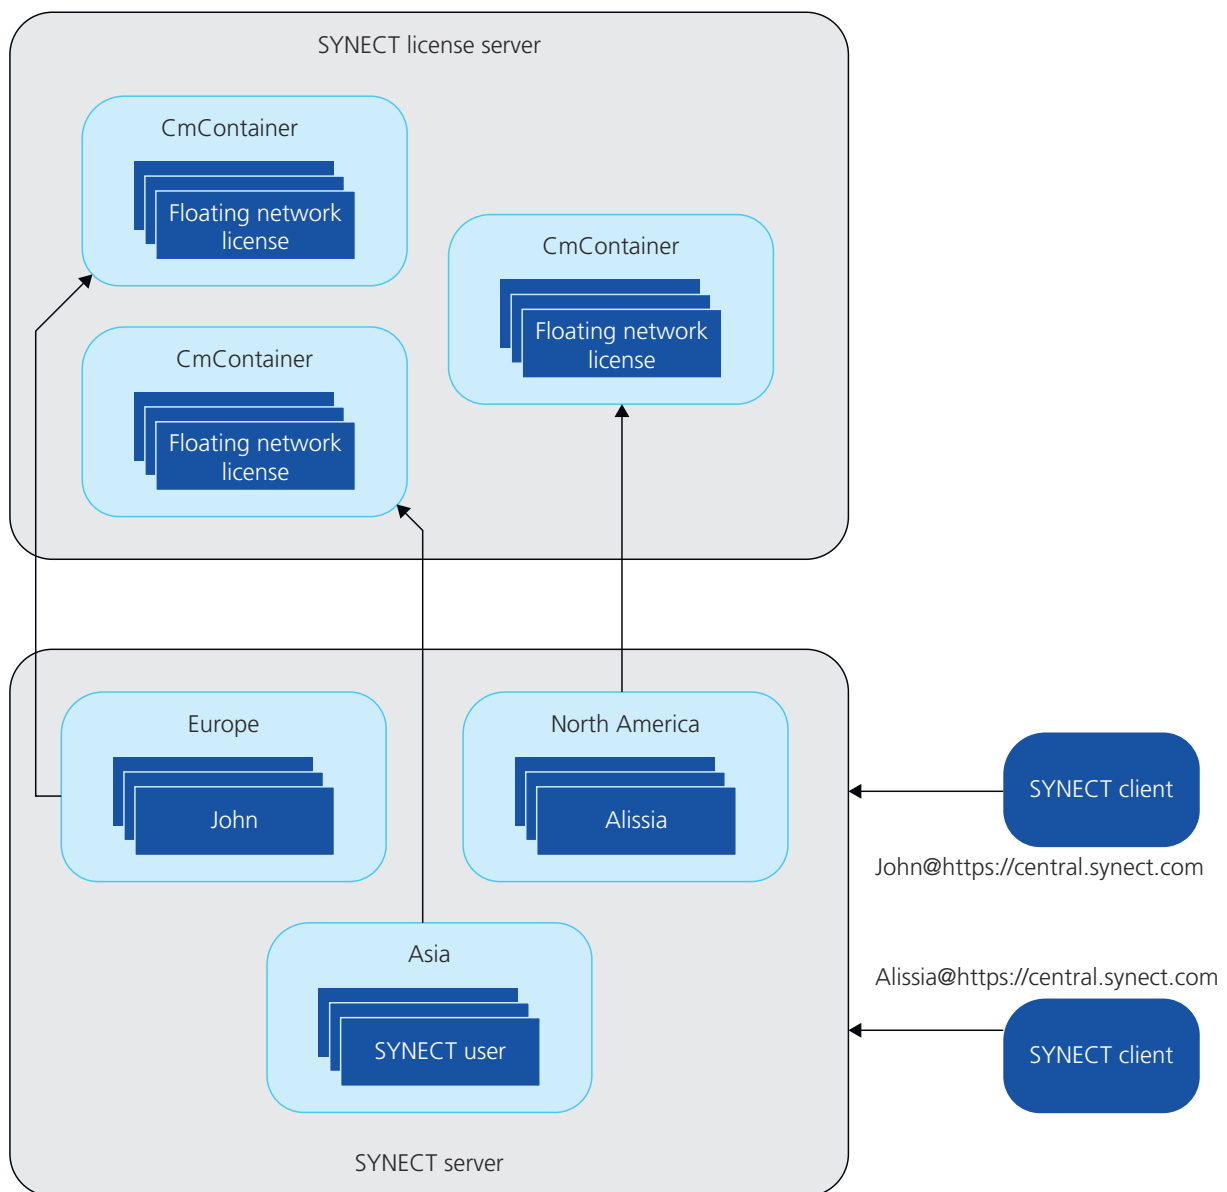 SYNECT license server
CmContainer
Floating network
license
CmContainer
Floating network
license
CmContainer
Floating network
license
Europe
John
North America
Alissia
Asia
SYNECT user
SYNECT server
SYNECT client
John@https://central.synect.com
Alissia@https://central.synect.com
SYNECT client